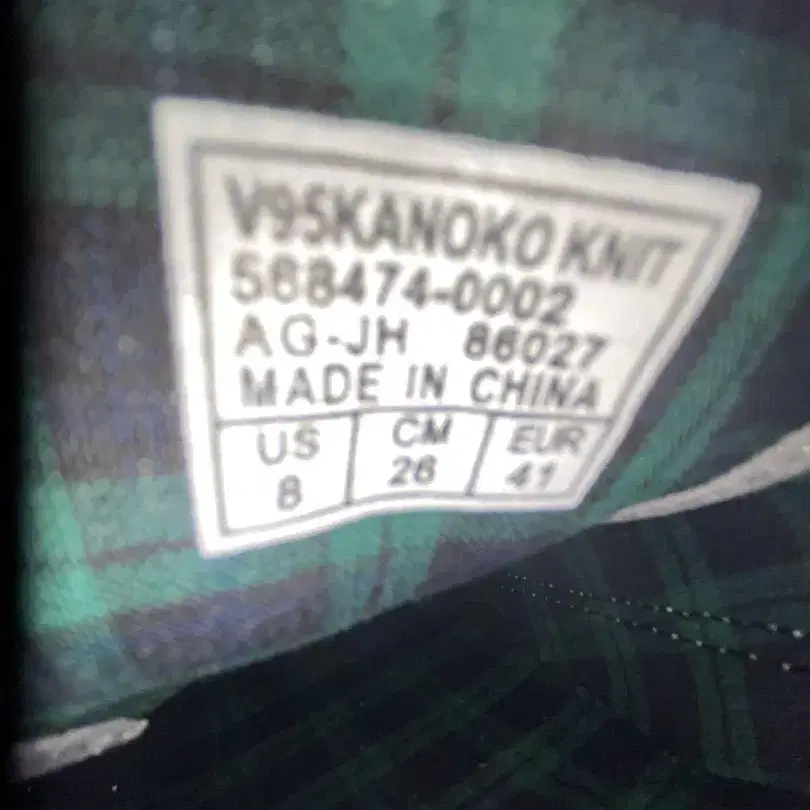 V95KANOKO KNIT
568474-0002
AG-JH 86027
MADE IN CHINA
US CM EUR
8 26 41